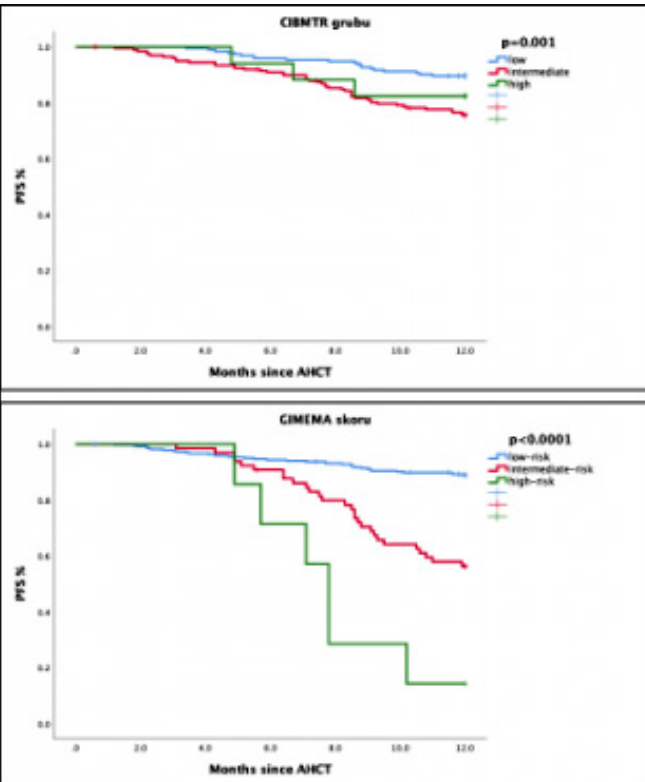 CIBMTR grubu
p=0.001
low
intermediate
high
1.0
0.8
0.6
0.4
0.2
0.0
PFS %
.0 2.0 4.0 6.0 8.0 10.0 12.0
Months since AHCT
GIMEMA skoru
p<0.0001
low-risk
intermediate-risk
high-risk
1.0
0.8
0.6
0.4
0.2
0.0
PFS %
.0 2.0 4.0 6.0 8.0 10.0 12.0
Months since AHCT